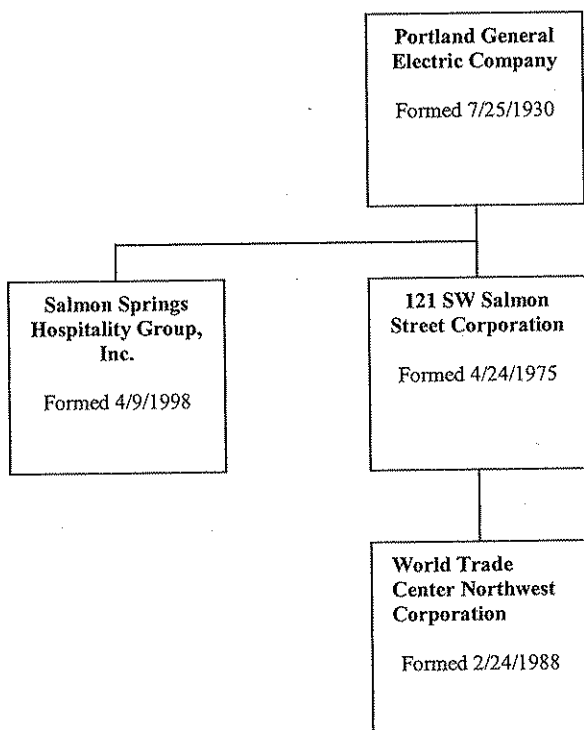 Portland General
Electric Company
Formed 7/25/1930
Salmon Springs
Hospitality Group,
Inc.
Formed 4/9/1998
121 SW Salmon
Street Corporation
Formed 4/24/1975
World Trade
Center Northwest
Corporation
Formed 2/24/1988